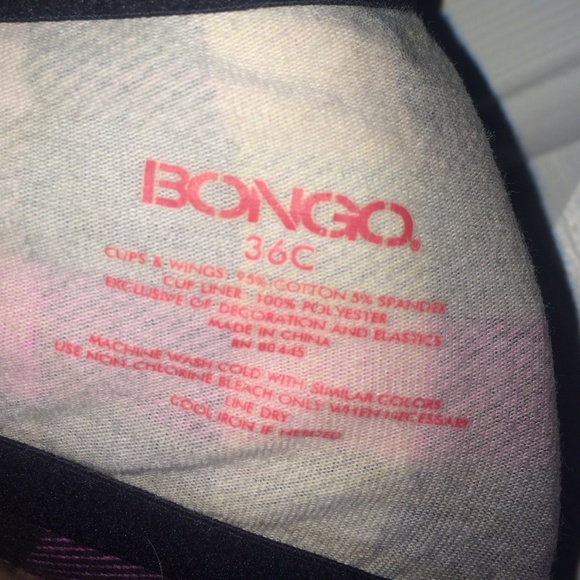 BONGO.
36C
CUPS & WINGS: 95% COTTON 5% SPANDEX
CUP LINER: 100% POLYESTER
EXCLUSIVE OF DECORATION AND ELASTICS
MADE IN CHINA
RN 80445
MACHINE WASH COLD WITH SIMILAR COLORS
USE NON-CHLORINE BLEACH ONLY WHEN NECESSARY
LINE DRY
COOL IRON IF NEEDED